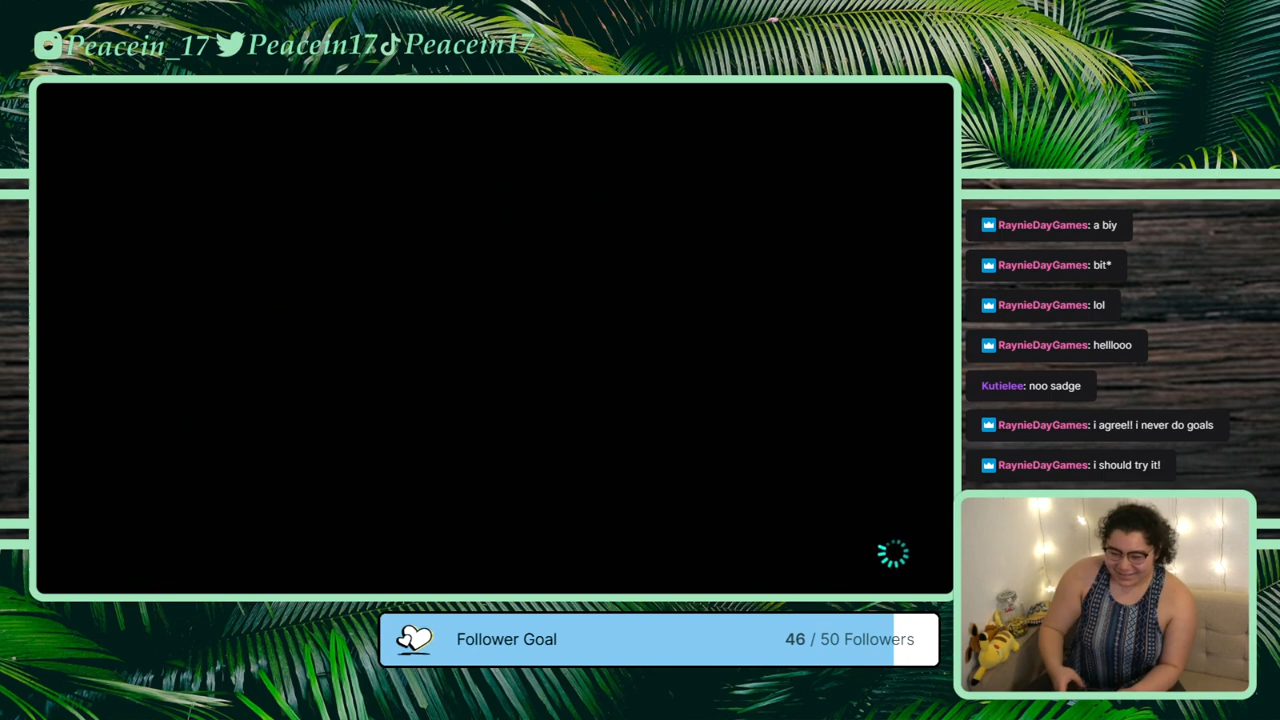 Peacein_17 Peacein17 Peacein17
RaynieDayGames: a biy
RaynieDayGames: bit*
RaynieDayGames: lol
RaynieDayGames: helllooo
Kutielee: noo sadge
RaynieDayGames: i agree!! i never do goals
RaynieDayGames: i should try it!
Follower Goal 46 / 50 Followers